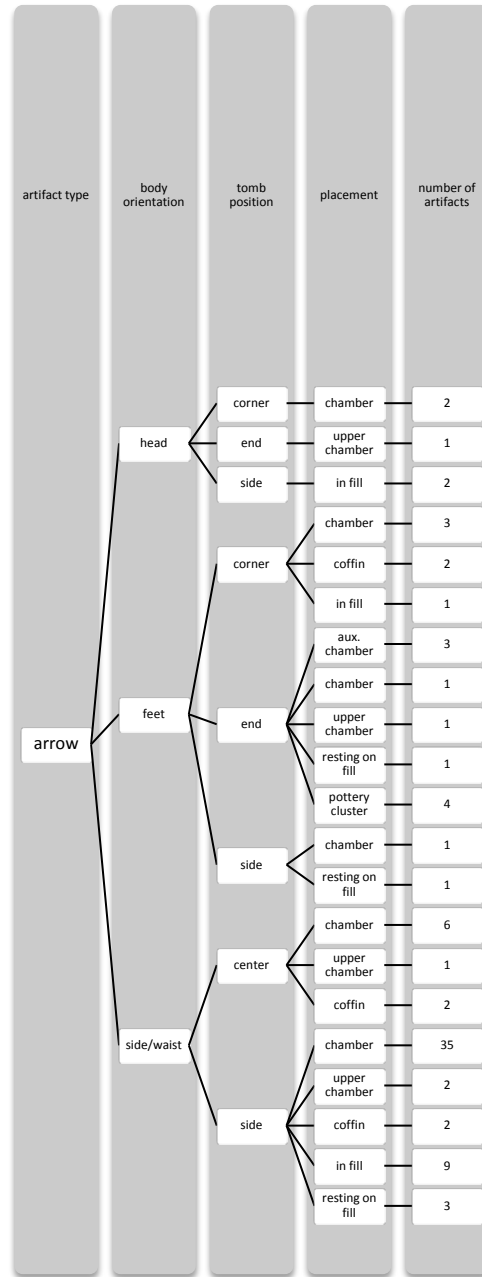 artifact type
body
orientation
tomb
position
placement
number of
artifacts
arrow
head
corner
chamber
2
end
upper
chamber
1
side
in fill
2
feet
corner
chamber
3
coffin
2
in fill
1
end
aux.
chamber
3
chamber
1
upper
chamber
1
resting on
fill
1
pottery
cluster
4
side
chamber
1
resting on
fill
1
side/waist
center
chamber
6
upper
chamber
1
coffin
2
side
chamber
35
upper
chamber
2
coffin
2
in fill
9
resting on
fill
3